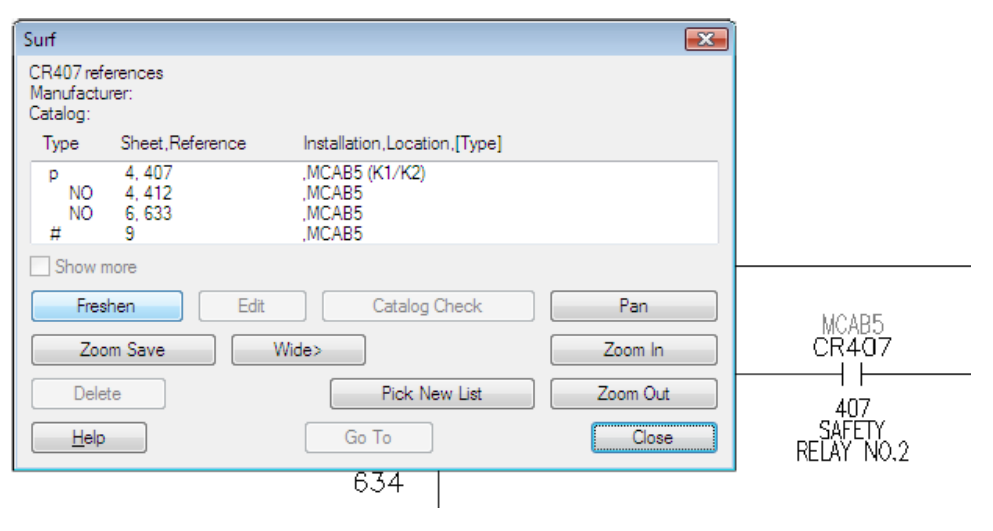 Surf
CR407 references
Manufacturer:
Catalog:
Type Sheet,Reference Installation,Location,[Type]
p 4, 407 ,MCAB5 (K1/K2)
NO 4, 412 ,MCAB5
NO 6, 633 ,MCAB5
# 9 ,MCAB5
Show more
Freshen Edit Catalog Check Pan
Zoom Save Wide> Zoom In
Delete Pick New List Zoom Out
Help Go To Close
MCAB5
CR407
407
SAFETY
RELAY NO.2
634